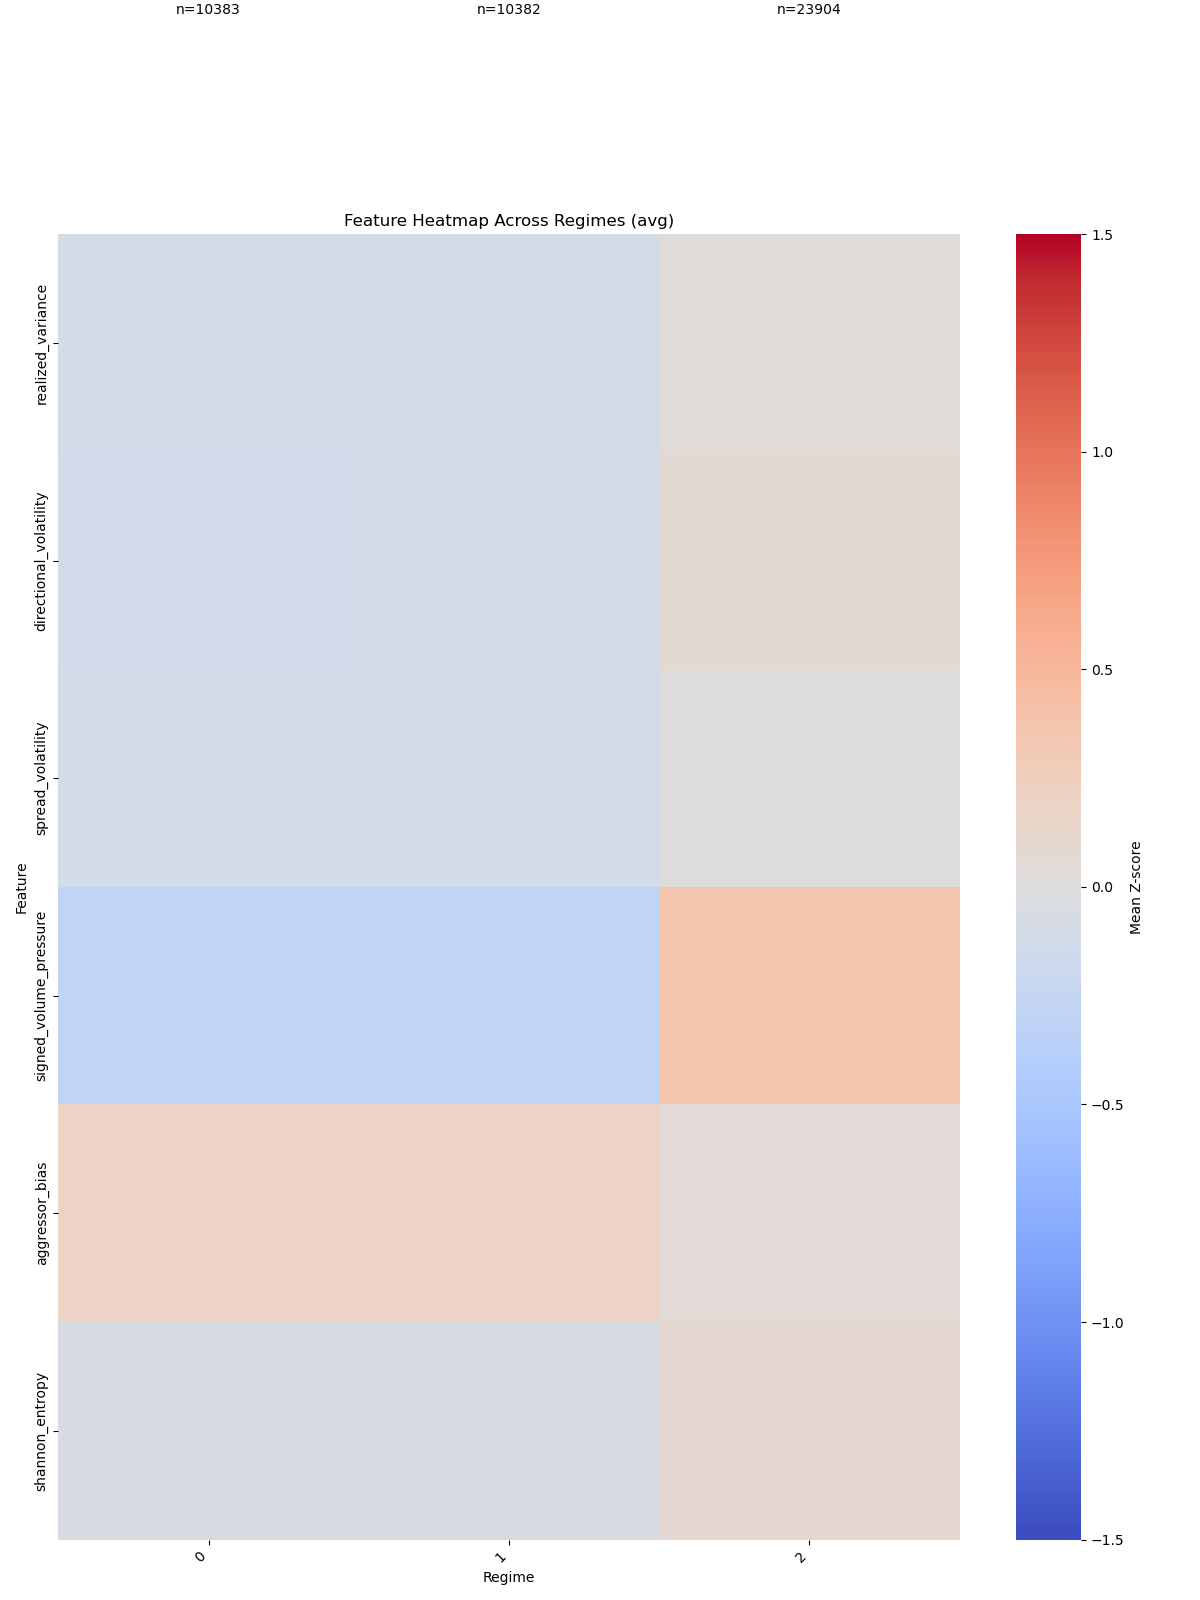 n=10383
n=10382
n=23904
Feature Heatmap Across Regimes (avg)
realized_variance
directional_volatility
spread_volatility
signed_volume_pressure
aggressor_bias
shannon_entropy
Feature
0
1
2
Regime
1.5
1.0
0.5
0.0
−0.5
−1.0
−1.5
Mean Z-score